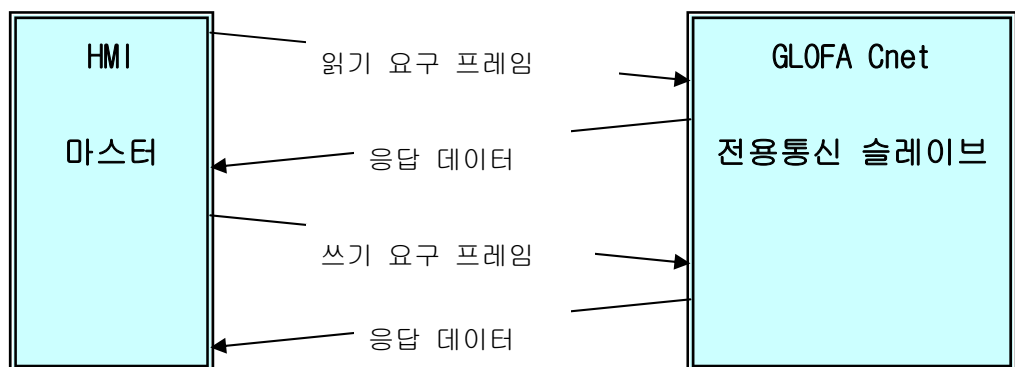 HMI
마스터
읽기 요구 프레임
응답 데이터
쓰기 요구 프레임
응답 데이터
GLOFA Cnet
전용통신 슬레이브